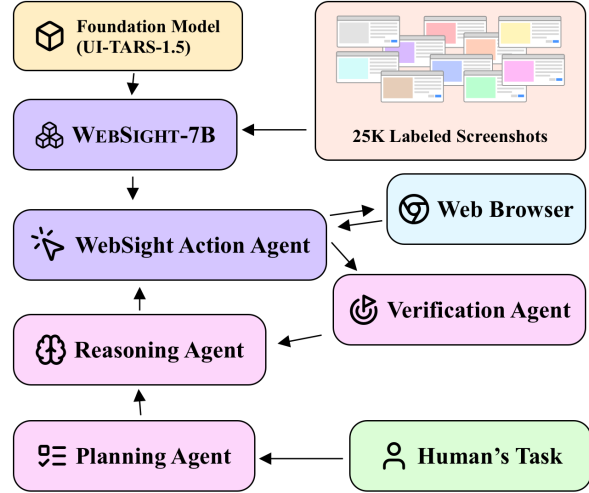 Foundation Model
(UI-TARS-1.5)
WEBSIGHT-7B
25K Labeled Screenshots
WebSight Action Agent
Web Browser
Verification Agent
Reasoning Agent
Planning Agent
Human's Task